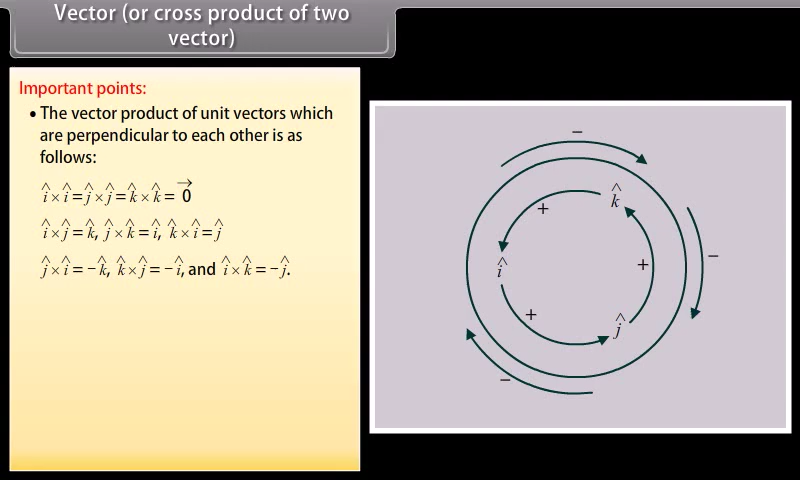 Vector (or cross product of two
vector)
Important points:
• The vector product of unit vectors which
are perpendicular to each other is as
follows:
î × î = ĵ × ĵ = k̂ × k̂ = 0⃗
î × ĵ = k̂, ĵ × k̂ = î, k̂ × î = ĵ
ĵ × î = − k̂, k̂ × ĵ = − î, and î × k̂ = − ĵ.
−
k̂
+
−
î
+
+
ĵ
−